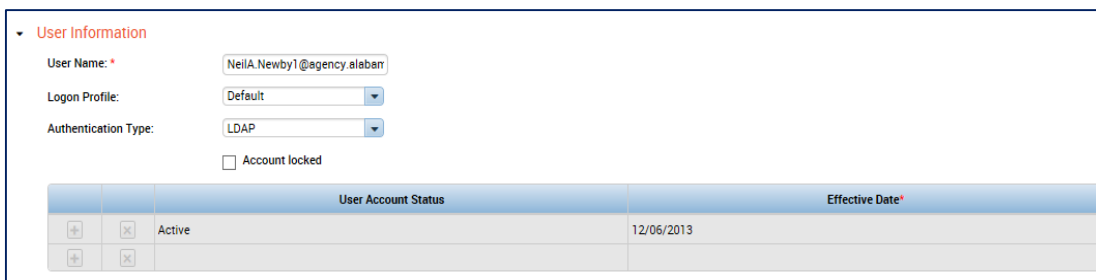 User Information
User Name: * NeilA.Newby1@agency.alabam
Logon Profile: Default
Authentication Type: LDAP
Account locked
User Account Status Effective Date*
Active 12/06/2013